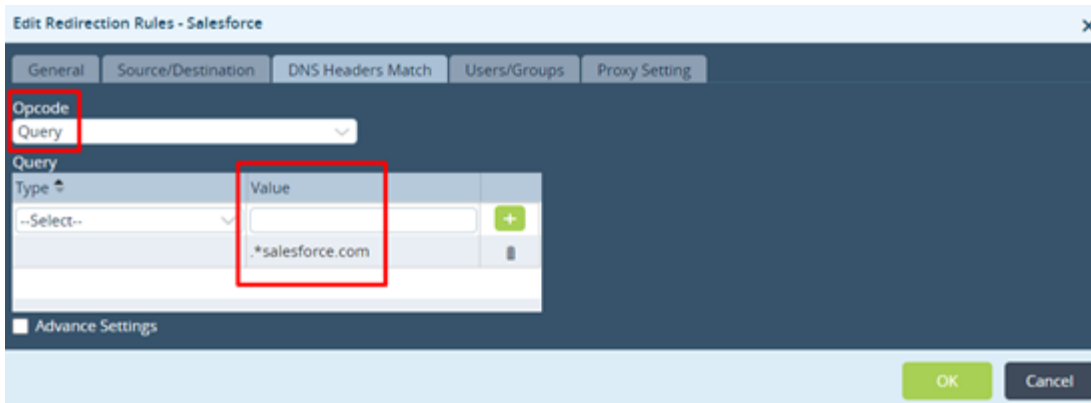 Edit Redirection Rules - Salesforce
General Source/Destination DNS Headers Match Users/Groups Proxy Setting
Opcode
Query
Query
Type Value
--Select--
.*salesforce.com
Advance Settings
OK Cancel